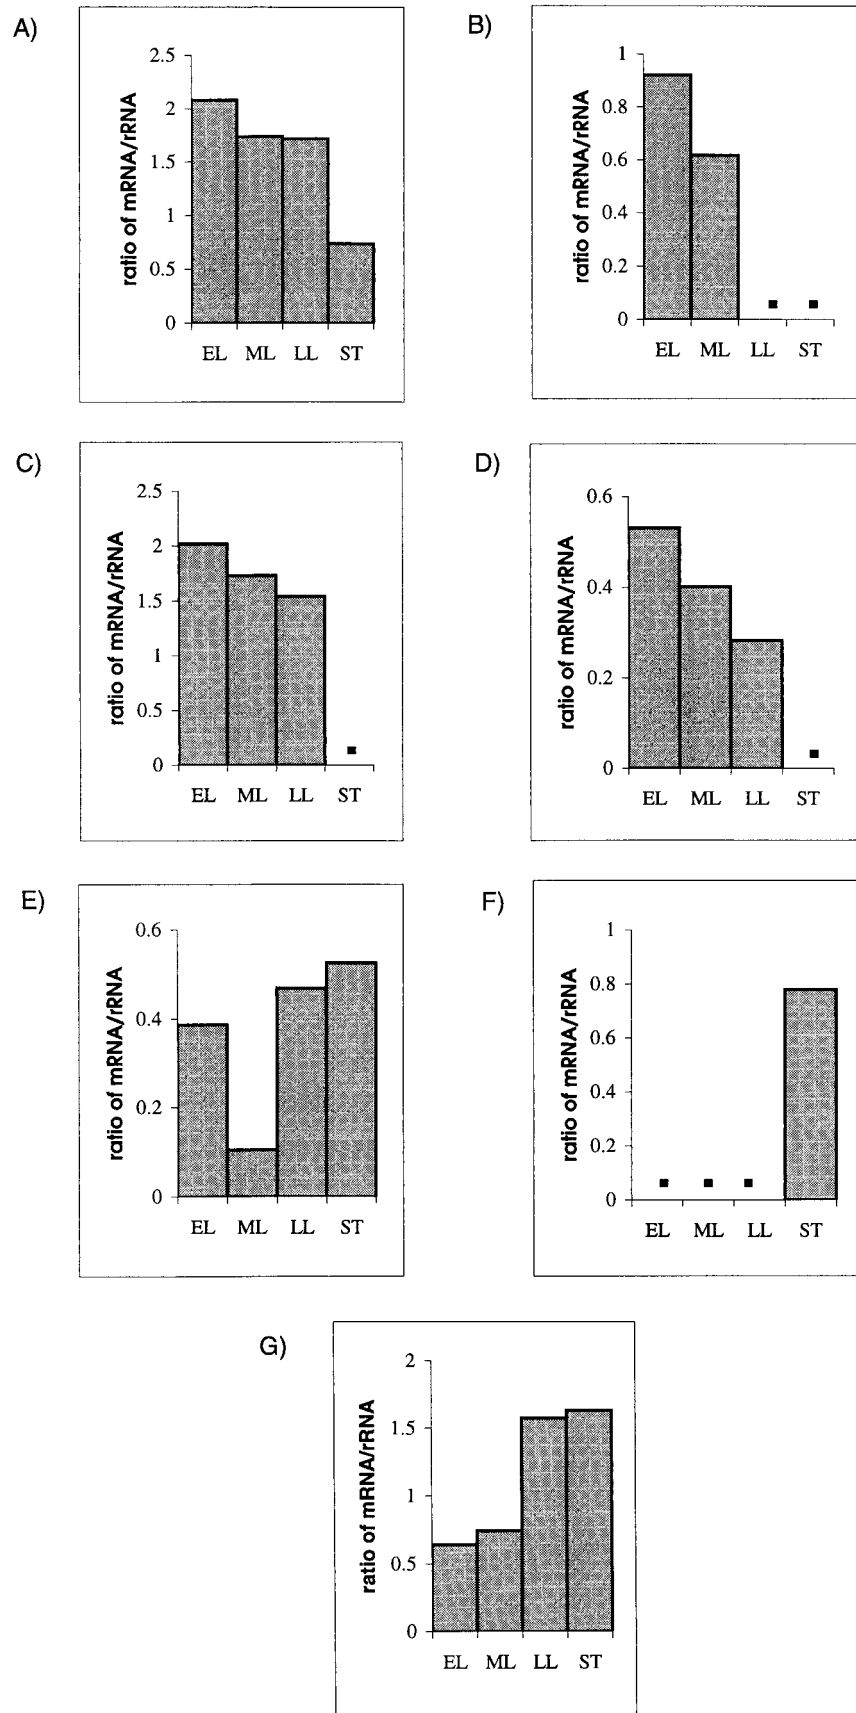 A)
ratio of mRNA/rRNA
2.5
2
1.5
1
0.5
0
EL ML LL ST
B)
ratio of mRNA/rRNA
1
0.8
0.6
0.4
0.2
0
EL ML LL ST
C)
ratio of mRNA/rRNA
2.5
2
1.5
1
0.5
0
EL ML LL ST
D)
ratio of mRNA/rRNA
0.6
0.4
0.2
0
EL ML LL ST
E)
ratio of mRNA/rRNA
0.6
0.4
0.2
0
EL ML LL ST
F)
ratio of mRNA/rRNA
1
0.8
0.6
0.4
0.2
0
EL ML LL ST
G)
ratio of mRNA/rRNA
2
1.5
1
0.5
0
EL ML LL ST